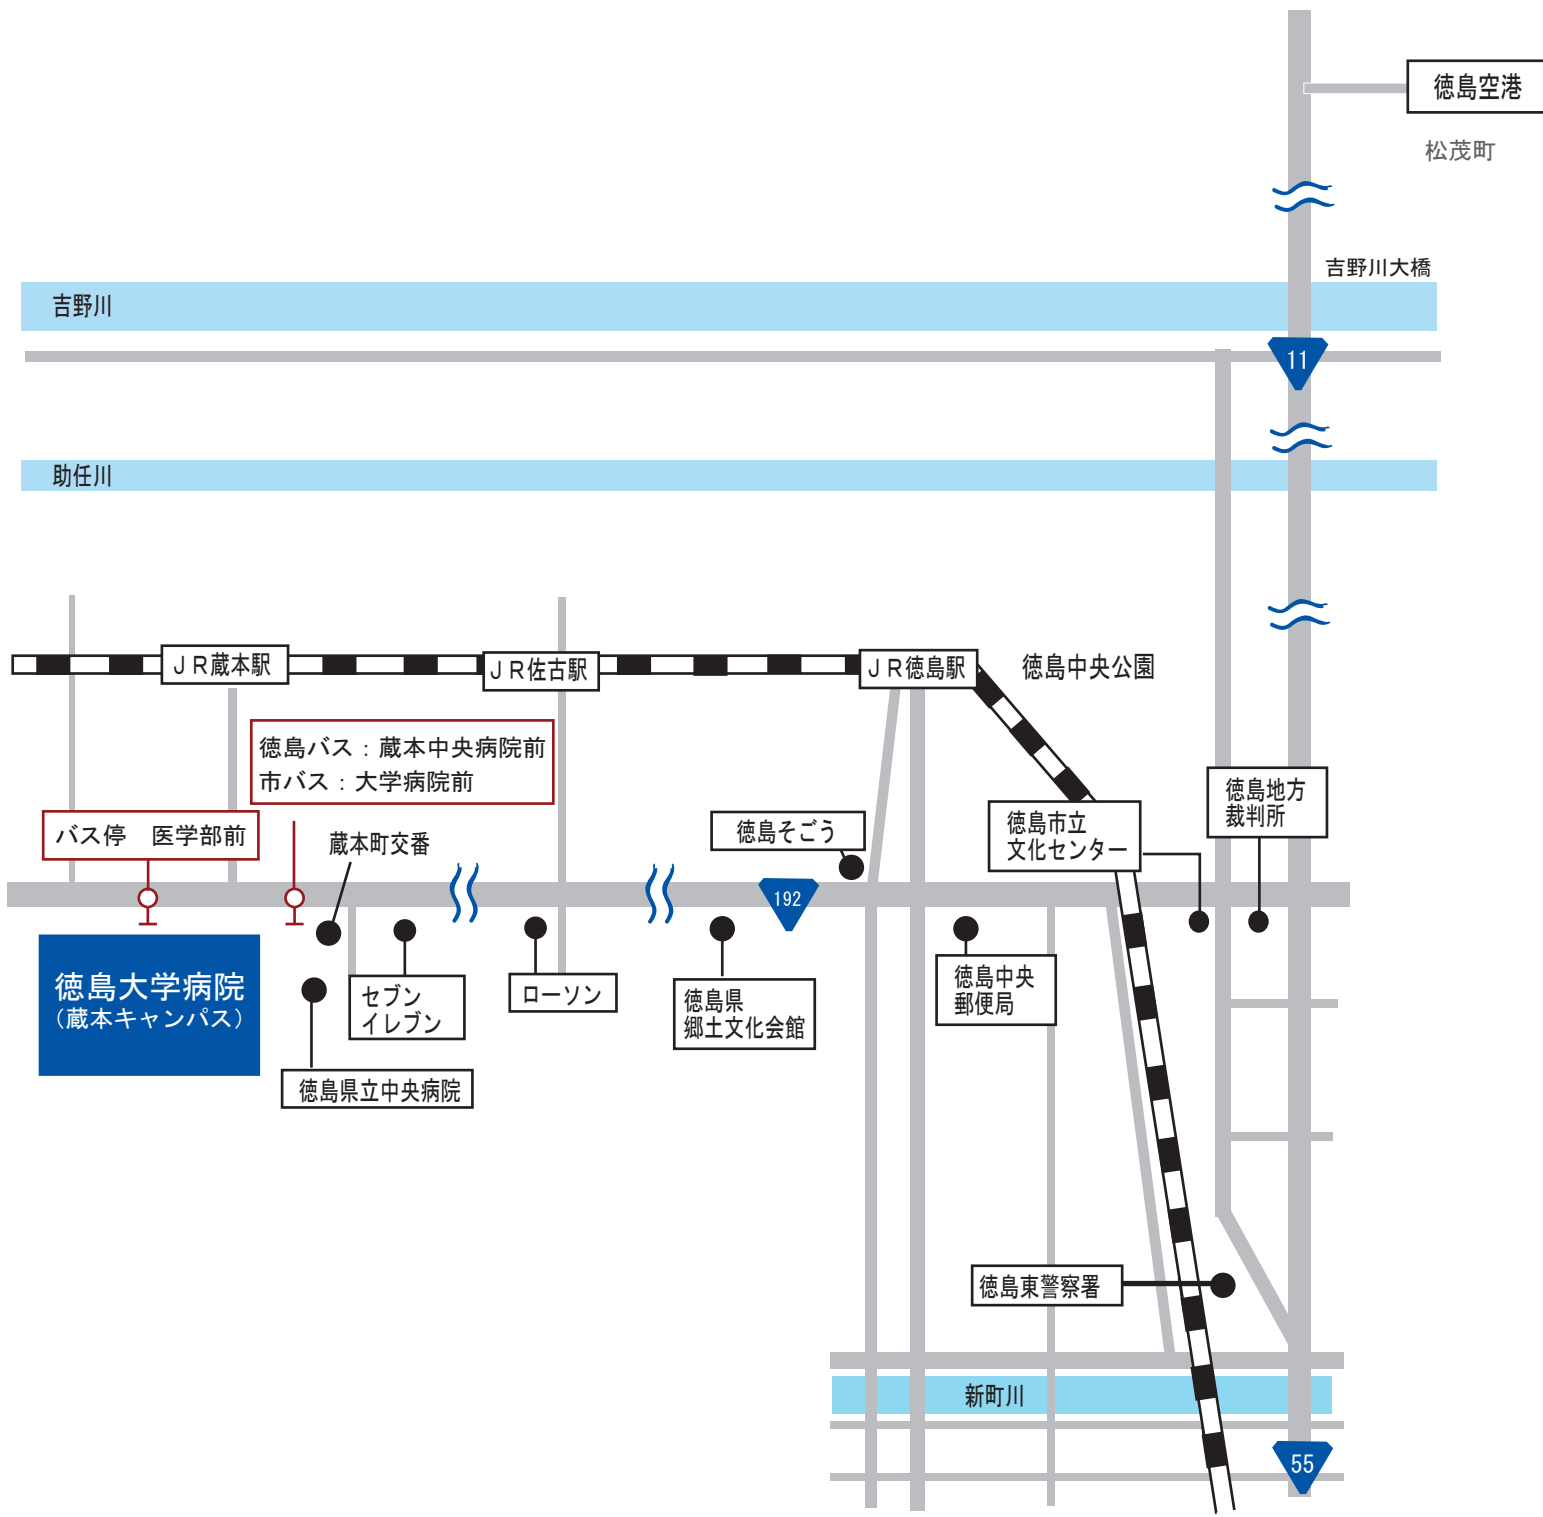 徳島空港
松茂町
吉野川大橋
吉野川
11
助任川
ＪＲ蔵本駅
ＪＲ佐古駅
ＪＲ徳島駅
徳島中央公園
徳島バス：蔵本中央病院前
市バス：大学病院前
バス停　医学部前
蔵本町交番
徳島そごう
徳島市立
文化センター
徳島地方
裁判所
192
徳島大学病院
（蔵本キャンパス）
セブン
イレブン
ローソン
徳島県
郷土文化会館
徳島中央
郵便局
徳島県立中央病院
徳島東警察署
新町川
55